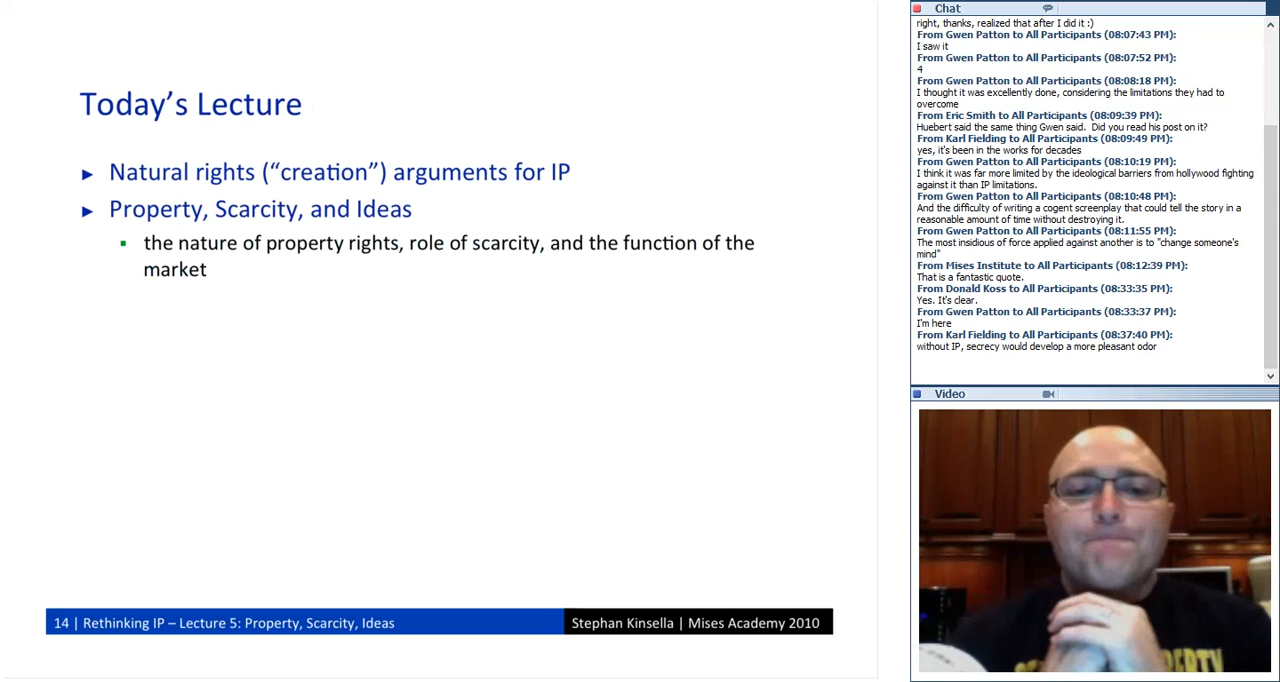 Today's Lecture
► Natural rights ("creation") arguments for IP
► Property, Scarcity, and Ideas
▪ the nature of property rights, role of scarcity, and the function of the
market
14 | Rethinking IP – Lecture 5: Property, Scarcity, Ideas
Stephan Kinsella | Mises Academy 2010
Chat
right, thanks, realized that after I did it :)
From Gwen Patton to All Participants (08:07:43 PM):
I saw it
From Gwen Patton to All Participants (08:07:52 PM):
4
From Gwen Patton to All Participants (08:08:18 PM):
I thought it was excellently done, considering the limitations they had to
overcome
From Eric Smith to All Participants (08:09:39 PM):
Huebert said the same thing Gwen said.  Did you read his post on it?
From Karl Fielding to All Participants (08:09:49 PM):
yes, it's been in the works for decades
From Gwen Patton to All Participants (08:10:19 PM):
I think it was far more limited by the ideological barriers from hollywood fighting
against it than IP limitations.
From Gwen Patton to All Participants (08:10:48 PM):
And the difficulty of writing a cogent screenplay that could tell the story in a
reasonable amount of time without destroying it.
From Gwen Patton to All Participants (08:11:55 PM):
The most insidious of force applied against another is to "change someone's
mind"
From Mises Institute to All Participants (08:12:39 PM):
That is a fantastic quote.
From Donald Koss to All Participants (08:33:35 PM):
Yes. It's clear.
From Gwen Patton to All Participants (08:33:37 PM):
I'm here
From Karl Fielding to All Participants (08:37:40 PM):
without IP, secrecy would develop a more pleasant odor
Video